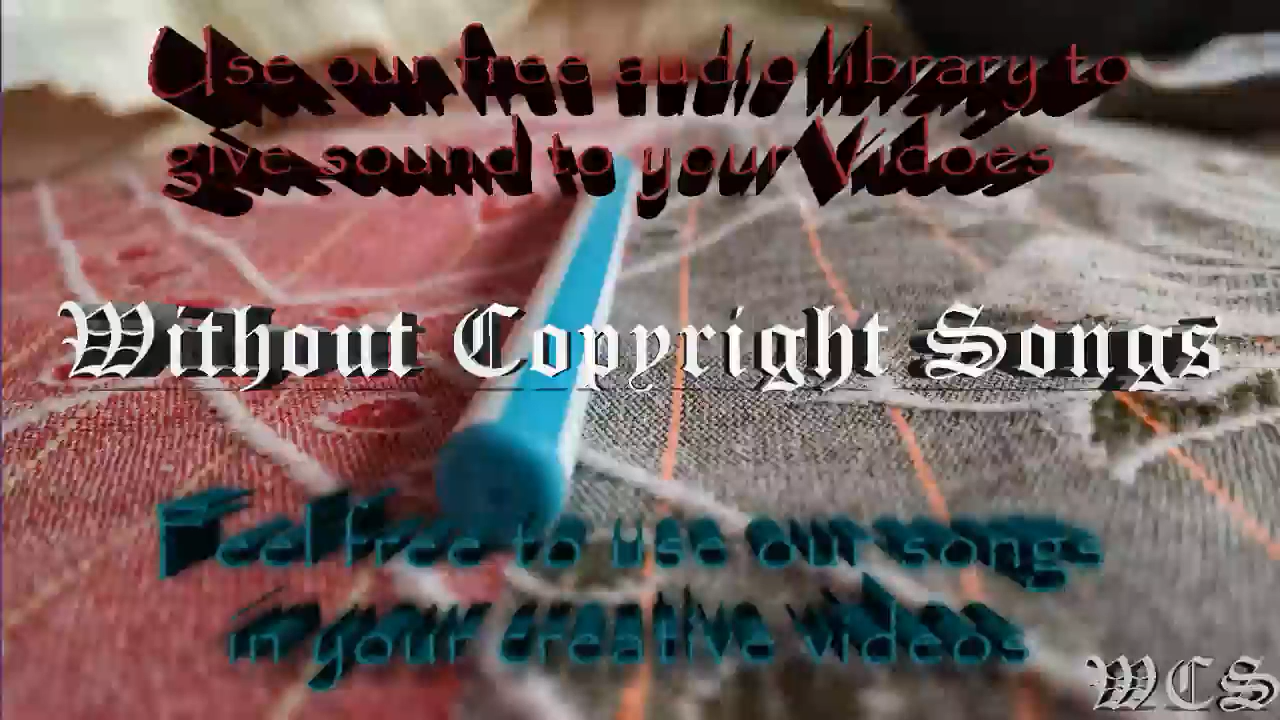 Use our free audio library to
give sound to your Vidoes
Without Copyright Songs
Feel free to use our songs
in your creative videos
WCS